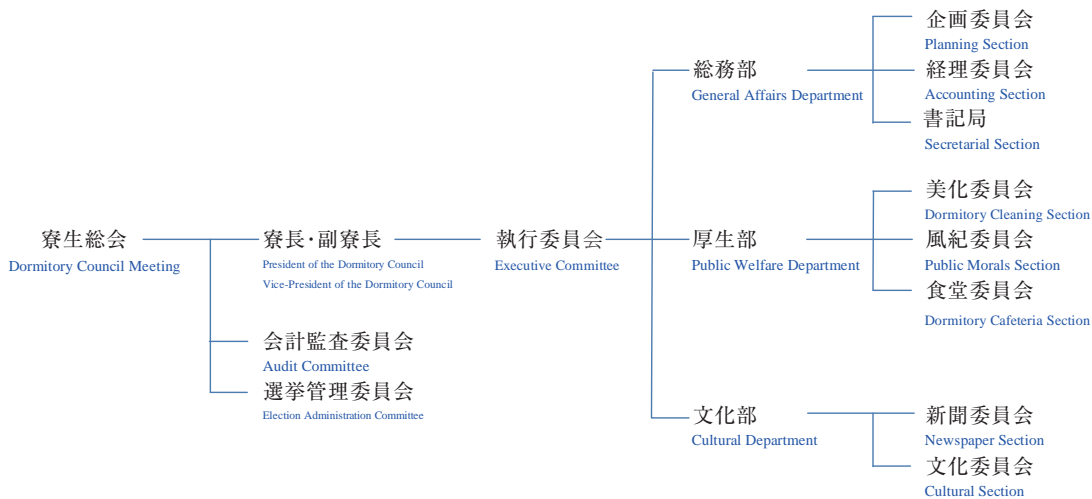 寮生総会
Dormitory Council Meeting
寮長・副寮長
President of the Dormitory Council
Vice-President of the Dormitory Council
会計監査委員会
Audit Committee
選挙管理委員会
Election Administration Committee
執行委員会
Executive Committee
総務部
General Affairs Department
企画委員会
Planning Section
経理委員会
Accounting Section
書記局
Secretarial Section
厚生部
Public Welfare Department
美化委員会
Dormitory Cleaning Section
風紀委員会
Public Morals Section
食堂委員会
Dormitory Cafeteria Section
文化部
Cultural Department
新聞委員会
Newspaper Section
文化委員会
Cultural Section